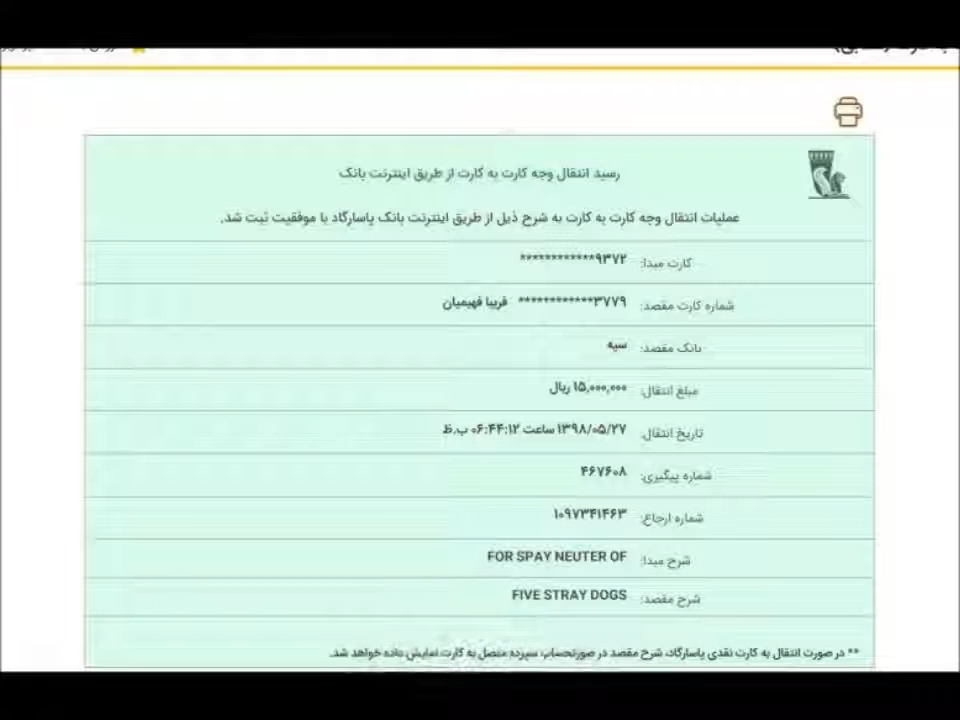 رسید انتقال وجه کارت به کارت از طریق اینترنت بانک
عملیات انتقال وجه کارت به کارت به شرح ذیل از طریق اینترنت بانک پاسارگاد با موفقیت ثبت شد.
کارت مبدا: ************۹۳۷۲
شماره کارت مقصد: ************۳۷۷۹ فریبا فهیمیان
بانک مقصد: سپه
مبلغ انتقال: ۱۵,۰۰۰,۰۰۰ ریال
تاریخ انتقال: ۱۳۹۸/۰۵/۲۷ ساعت ۰۶:۴۴:۱۲ ب.ظ
شماره پیگیری: ۴۶۷۶۰۸
شماره ارجاع: ۱۰۹۷۳۴۱۴۶۳
شرح مبدا: FOR SPAY NEUTER OF
شرح مقصد: FIVE STRAY DOGS
** در صورت انتقال به کارت نقدی پاسارگاد، شرح مقصد در صورتحساب سپرده متصل به کارت نمایش داده خواهد شد.